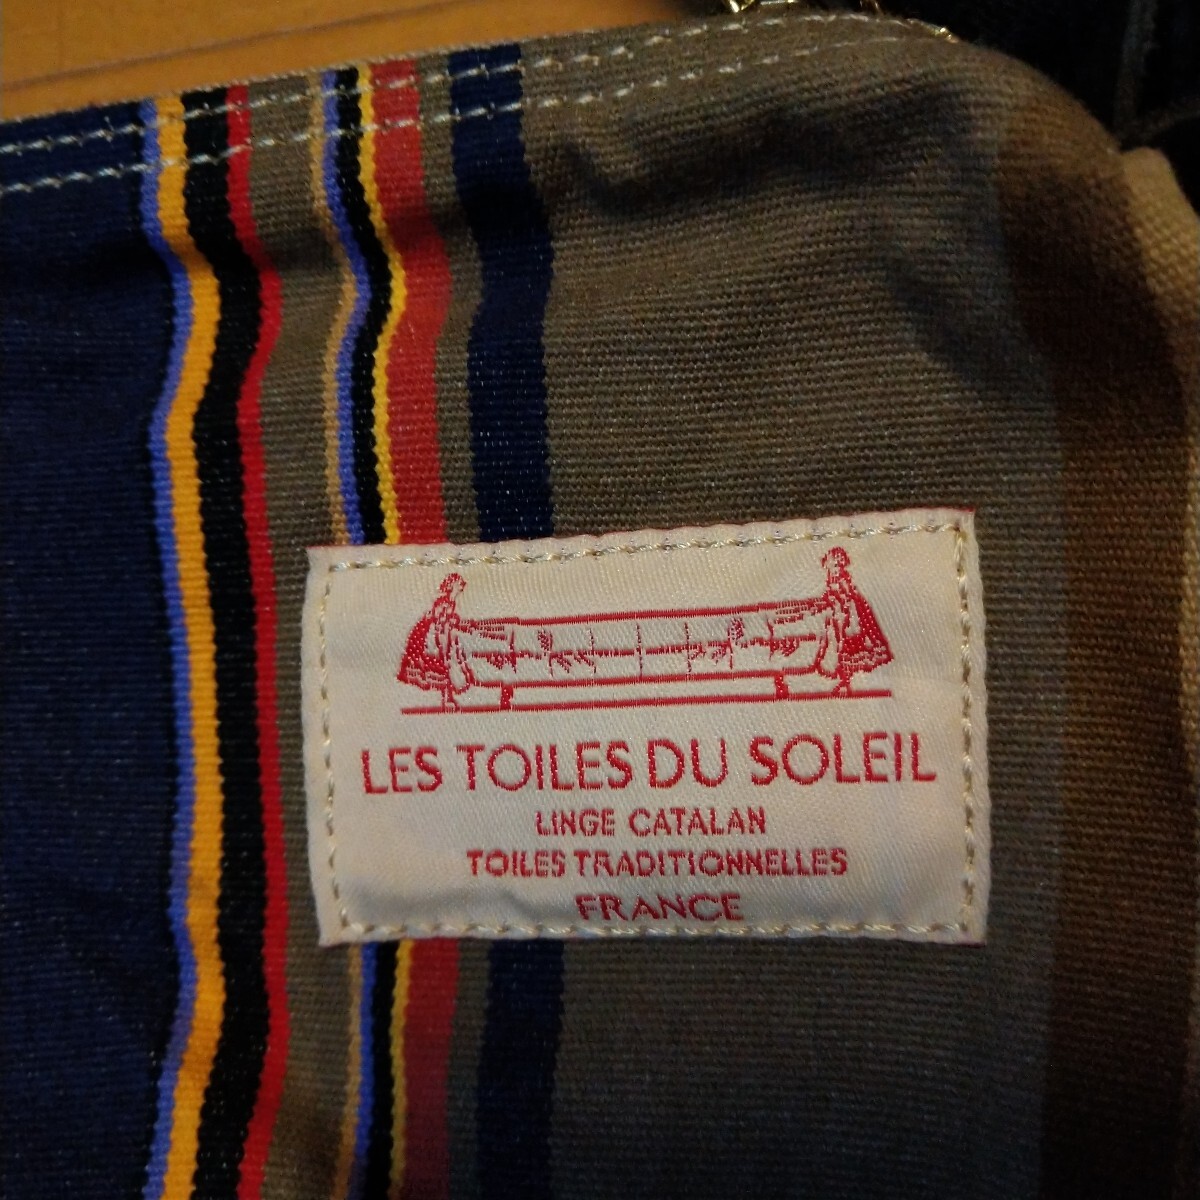 LES TOILES DU SOLEIL
LINGE CATALAN
TOILES TRADITIONNELLES
FRANCE